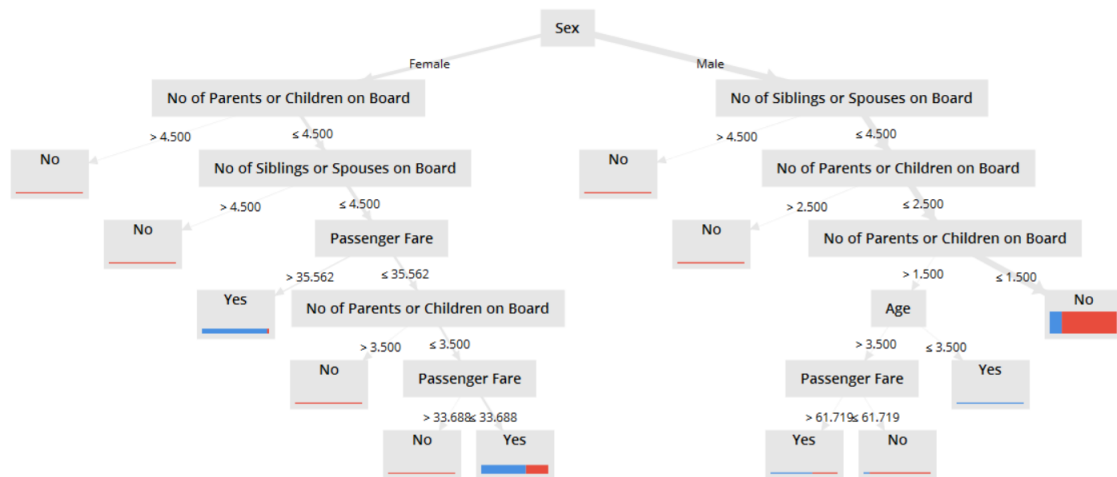 Sex
Female
Male
No of Parents or Children on Board
No of Siblings or Spouses on Board
> 4.500
≤ 4.500
> 4.500
≤ 4.500
No
No of Siblings or Spouses on Board
No
No of Parents or Children on Board
> 4.500
≤ 4.500
> 2.500
≤ 2.500
No
Passenger Fare
No
No of Parents or Children on Board
> 35.562
≤ 35.562
> 1.500
≤ 1.500
Yes
No of Parents or Children on Board
Age
No
> 3.500
≤ 3.500
> 3.500
≤ 3.500
No
Passenger Fare
Passenger Fare
Yes
> 33.688
≤ 33.688
> 61.719
≤ 61.719
No
Yes
Yes
No